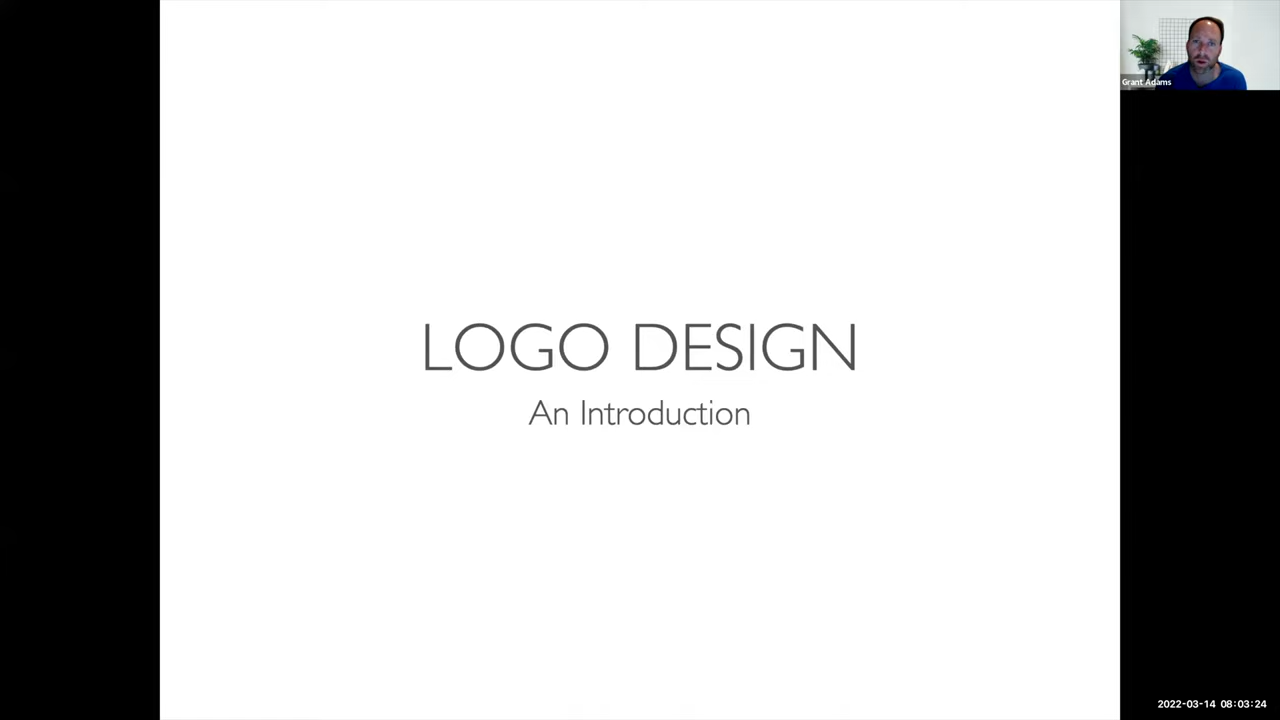 Grant Adams
LOGO DESIGN
An Introduction
2022-03-14 08:03:24